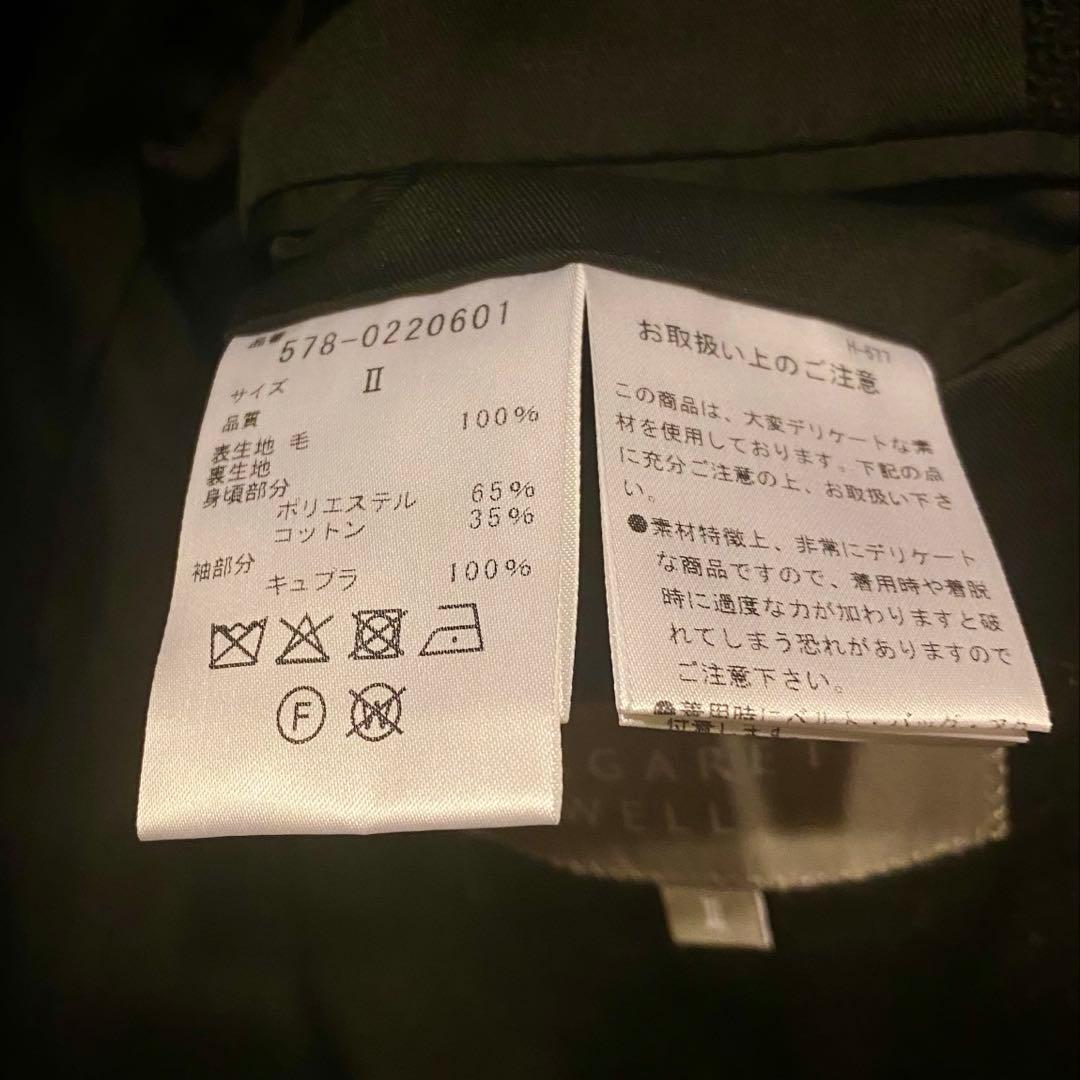 品番 578-0220601
サイズ II
品質
表生地 毛 100%
裏生地
身頃部分
ポリエステル 65%
コットン 35%
袖部分
キュプラ 100%
F
W
H-677
お取扱い上のご注意
この商品は、大変デリケートな素
材を使用しております。下記の点
に充分ご注意の上、お取扱い下さ
い。
●素材特徴上、非常にデリケート
な商品ですので、着用時や着脱
時に過度な力が加わりますと破
れてしまう恐れがありますので
ご注意下さい。
GARET
WELL
II